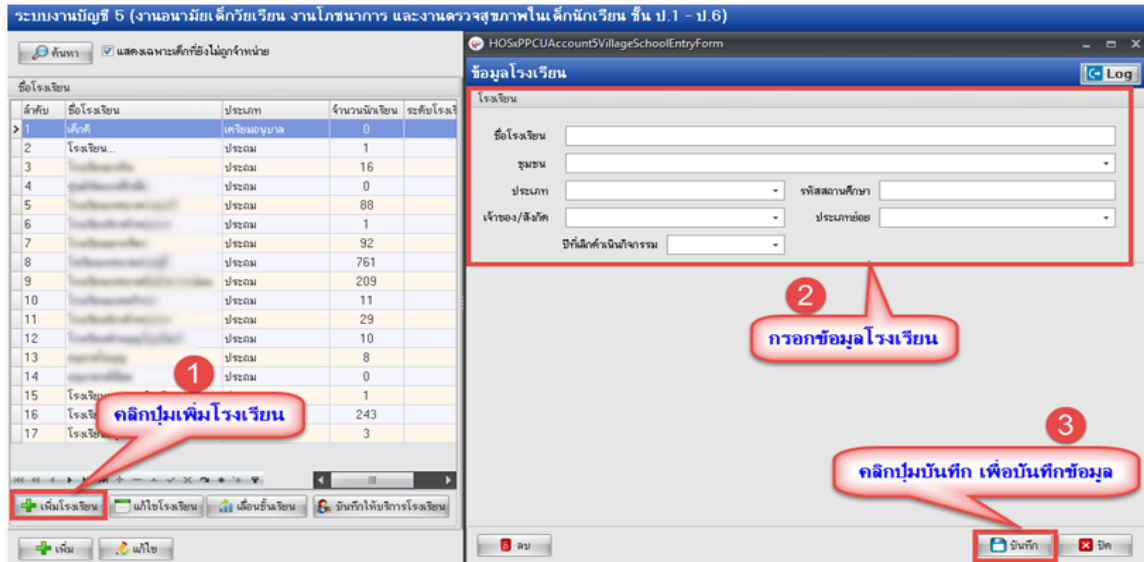 ระบบงานบัญชี 5 (งานอนามัยเด็กวัยเรียน งานโภชนาการ และงานตรวจสุขภาพในเด็กนักเรียน ชั้น ป.1 - ป.6)
ค้นหา แสดงเฉพาะเด็กที่ยังไม่ถูกจำหน่าย
ชื่อโรงเรียน
ลำดับ ชื่อโรงเรียน ประเภท จำนวนนักเรียน ระดับโรงเรี
1 เด็กดี เตรียมอนุบาล 0
2 โรงเรียน... ประถม 1
3 ประถม 16
4 ประถม 0
5 ประถม 88
6 ประถม 1
7 ประถม 92
8 ประถม 761
9 ประถม 209
10 ประถม 11
11 ประถม 29
12 ประถม 10
13 ประถม 8
14 ประถม 0
15 1
16 243
17 3
1
คลิกปุ่มเพิ่มโรงเรียน
เพิ่มโรงเรียน แก้ไขโรงเรียน เลื่อนชั้นเรียน บันทึกให้บริการโรงเรียน
เพิ่ม แก้ไข
HOSxPPCUAccount5VillageSchoolEntryForm
ข้อมูลโรงเรียน Log
โรงเรียน
ชื่อโรงเรียน
ชุมชน
ประเภท รหัสสถานศึกษา
เจ้าของ/สังกัด ประเภทย่อย
ปีที่เลิกดำเนินกิจกรรม
2
กรอกข้อมูลโรงเรียน
3
คลิกปุ่มบันทึก เพื่อบันทึกข้อมูล
ลบ บันทึก ปิด